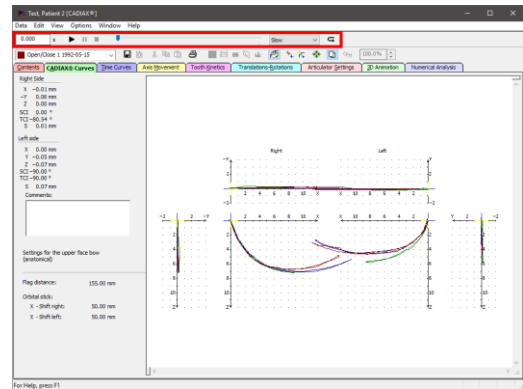 Test, Patient 2 [CADIAX®]
Data Edit View Options Window Help
0.000 x Slow
Open/Close 1 1992-05-15 100.0%
Contents CADIAX® Curves Time Curves Axis Movement Tooth Kinetics Translations-Rotations Articulator Settings 3D Animation Numerical Analysis
Right Side
X -0.01 mm
-Y 0.00 mm
Z 0.00 mm
SCI 0.00 °
TCI -80.54 °
S 0.01 mm
Left side
X 0.00 mm
Y -0.03 mm
Z -0.07 mm
SCI -90.00 °
TCI -90.00 °
S 0.07 mm
Comments:
Settings for the upper face bow
(anatomical)
Flag distance: 155.00 mm
Orbital stick:
X - Shift right: 50.00 mm
X - Shift left: 50.00 mm
Right Left
For Help, press F1